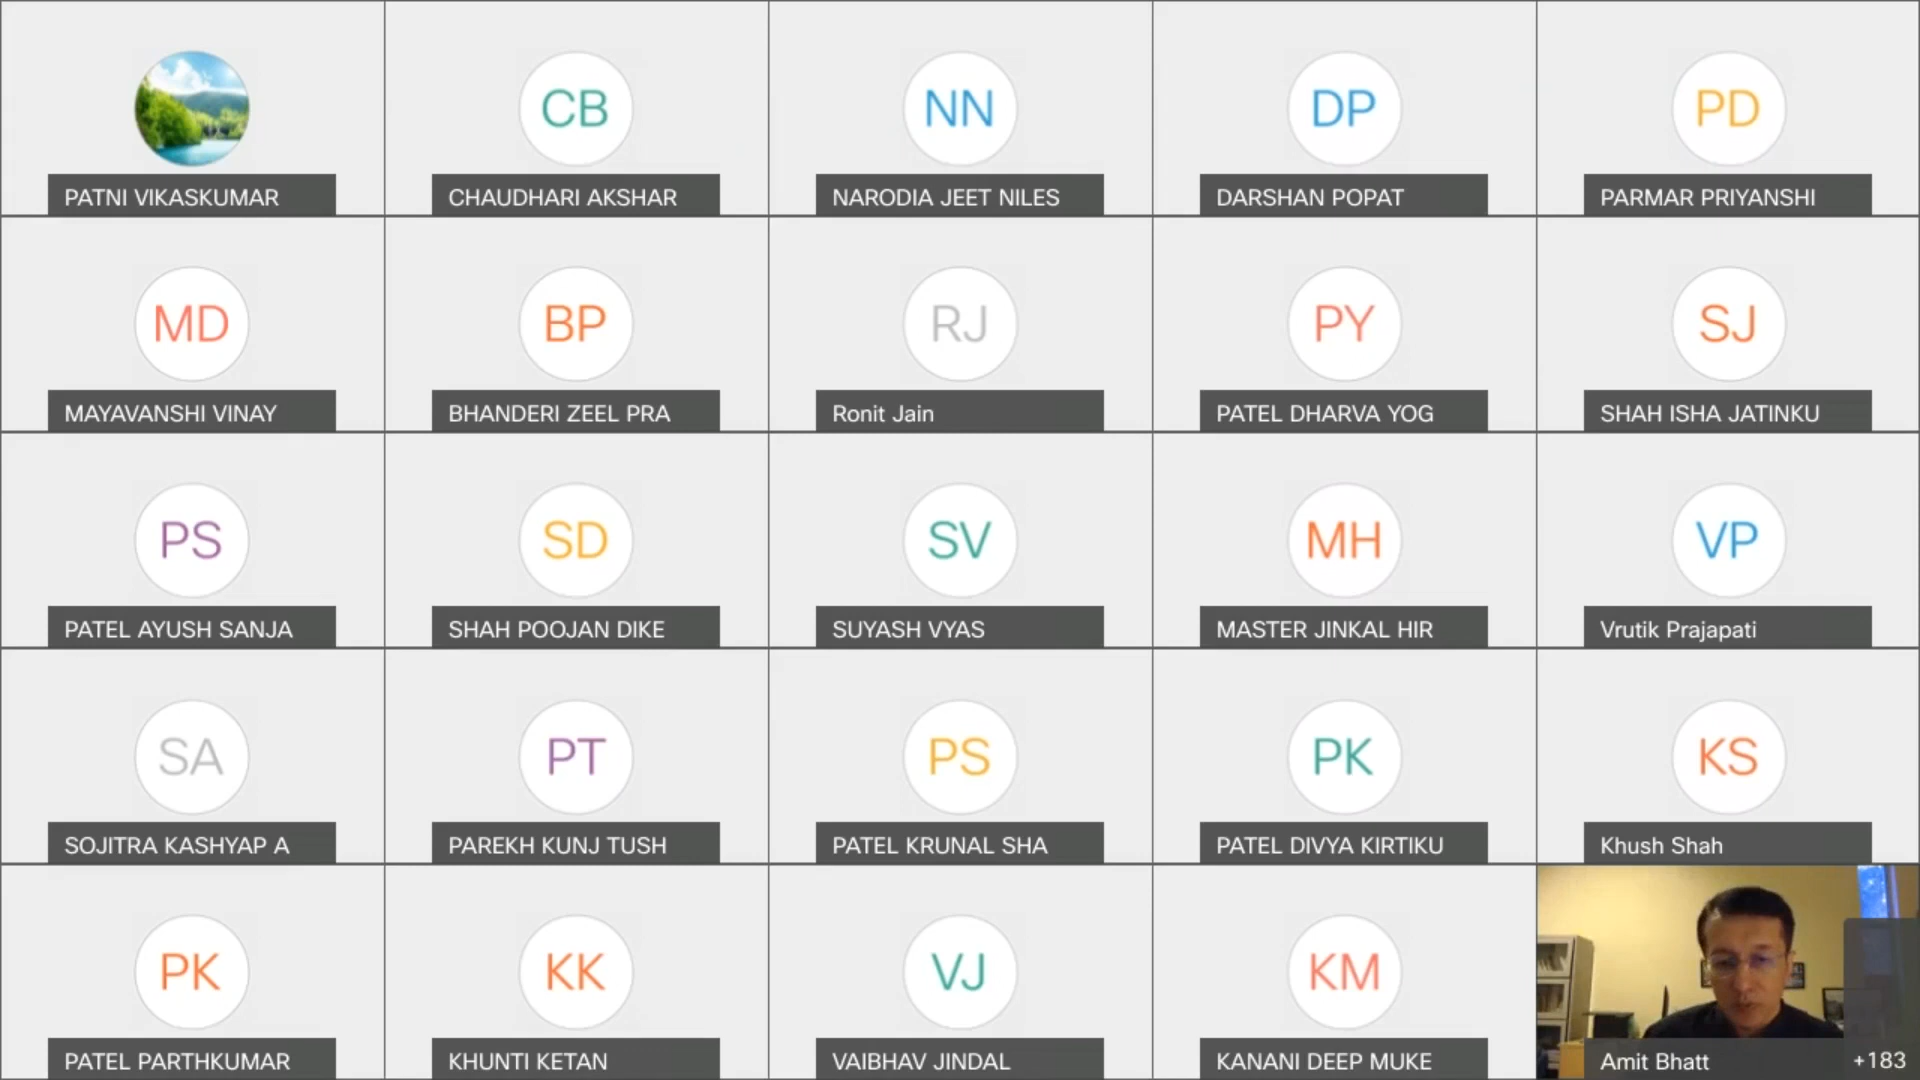 CB
NN
DP
PD
PATNI VIKASKUMAR
CHAUDHARI AKSHAR
NARODIA JEET NILES
DARSHAN POPAT
PARMAR PRIYANSHI
MD
BP
RJ
PY
SJ
MAYAVANSHI VINAY
BHANDERI ZEEL PRA
Ronit Jain
PATEL DHARVA YOG
SHAH ISHA JATINKU
PS
SD
SV
MH
VP
PATEL AYUSH SANJA
SHAH POOJAN DIKE
SUYASH VYAS
MASTER JINKAL HIR
Vrutik Prajapati
SA
PT
PS
PK
KS
SOJITRA KASHYAP A
PAREKH KUNJ TUSH
PATEL KRUNAL SHA
PATEL DIVYA KIRTIKU
Khush Shah
PK
KK
VJ
KM
PATEL PARTHKUMAR
KHUNTI KETAN
VAIBHAV JINDAL
KANANI DEEP MUKE
Amit Bhatt
+183